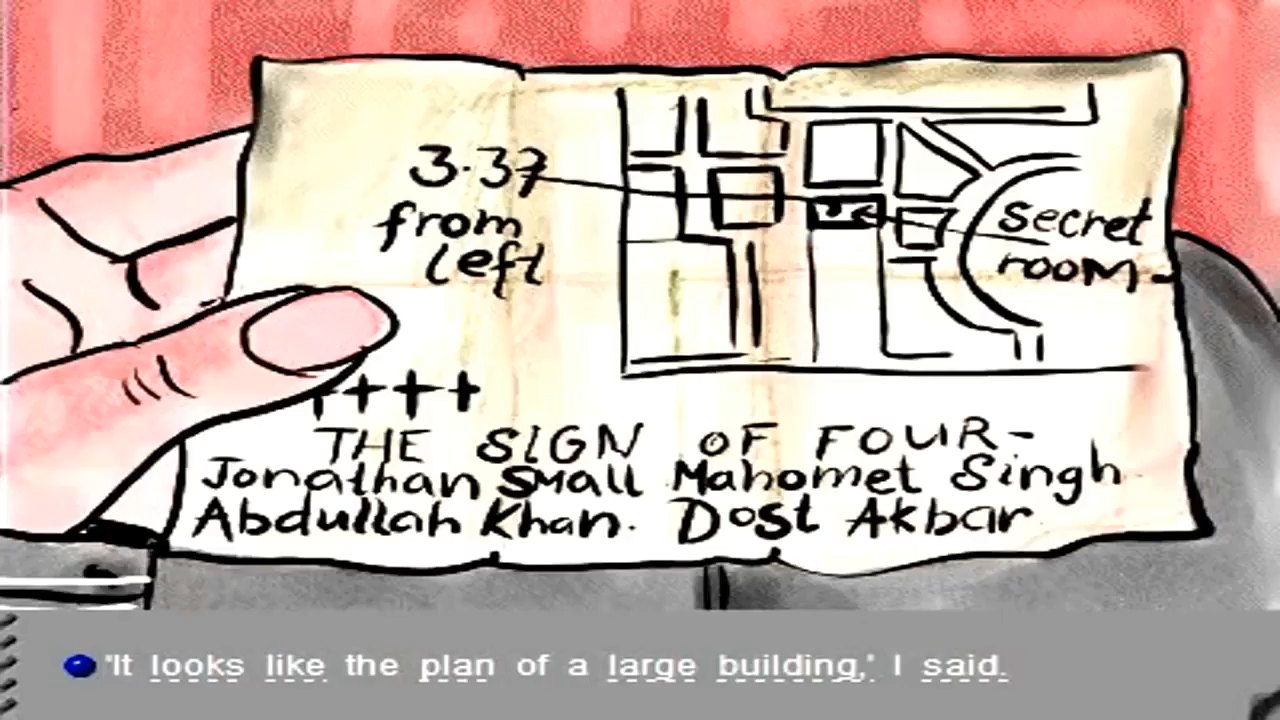 3.37
from
left
secret
room.
++++
THE SIGN OF FOUR-
Jonathan Small Mahomet Singh
Abdullah Khan. Dost Akbar
'It looks like the plan of a large building,' I said.